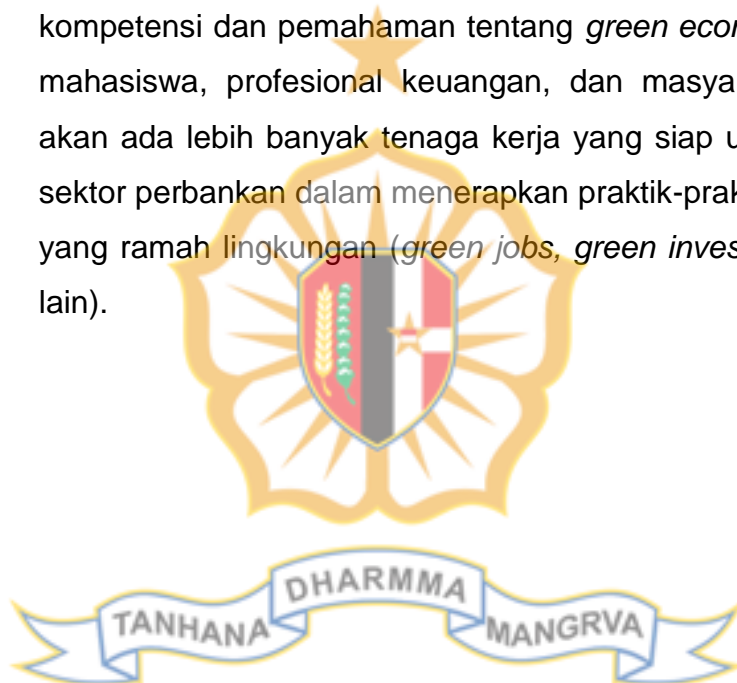 kompetensi dan pemahaman tentang green econ
mahasiswa, profesional keuangan, dan masya
akan ada lebih banyak tenaga kerja yang siap u
sektor perbankan dalam menerapkan praktik-prak
yang ramah lingkungan (green jobs, green inves
lain).
TANHANA DHARMMA MANGRVA